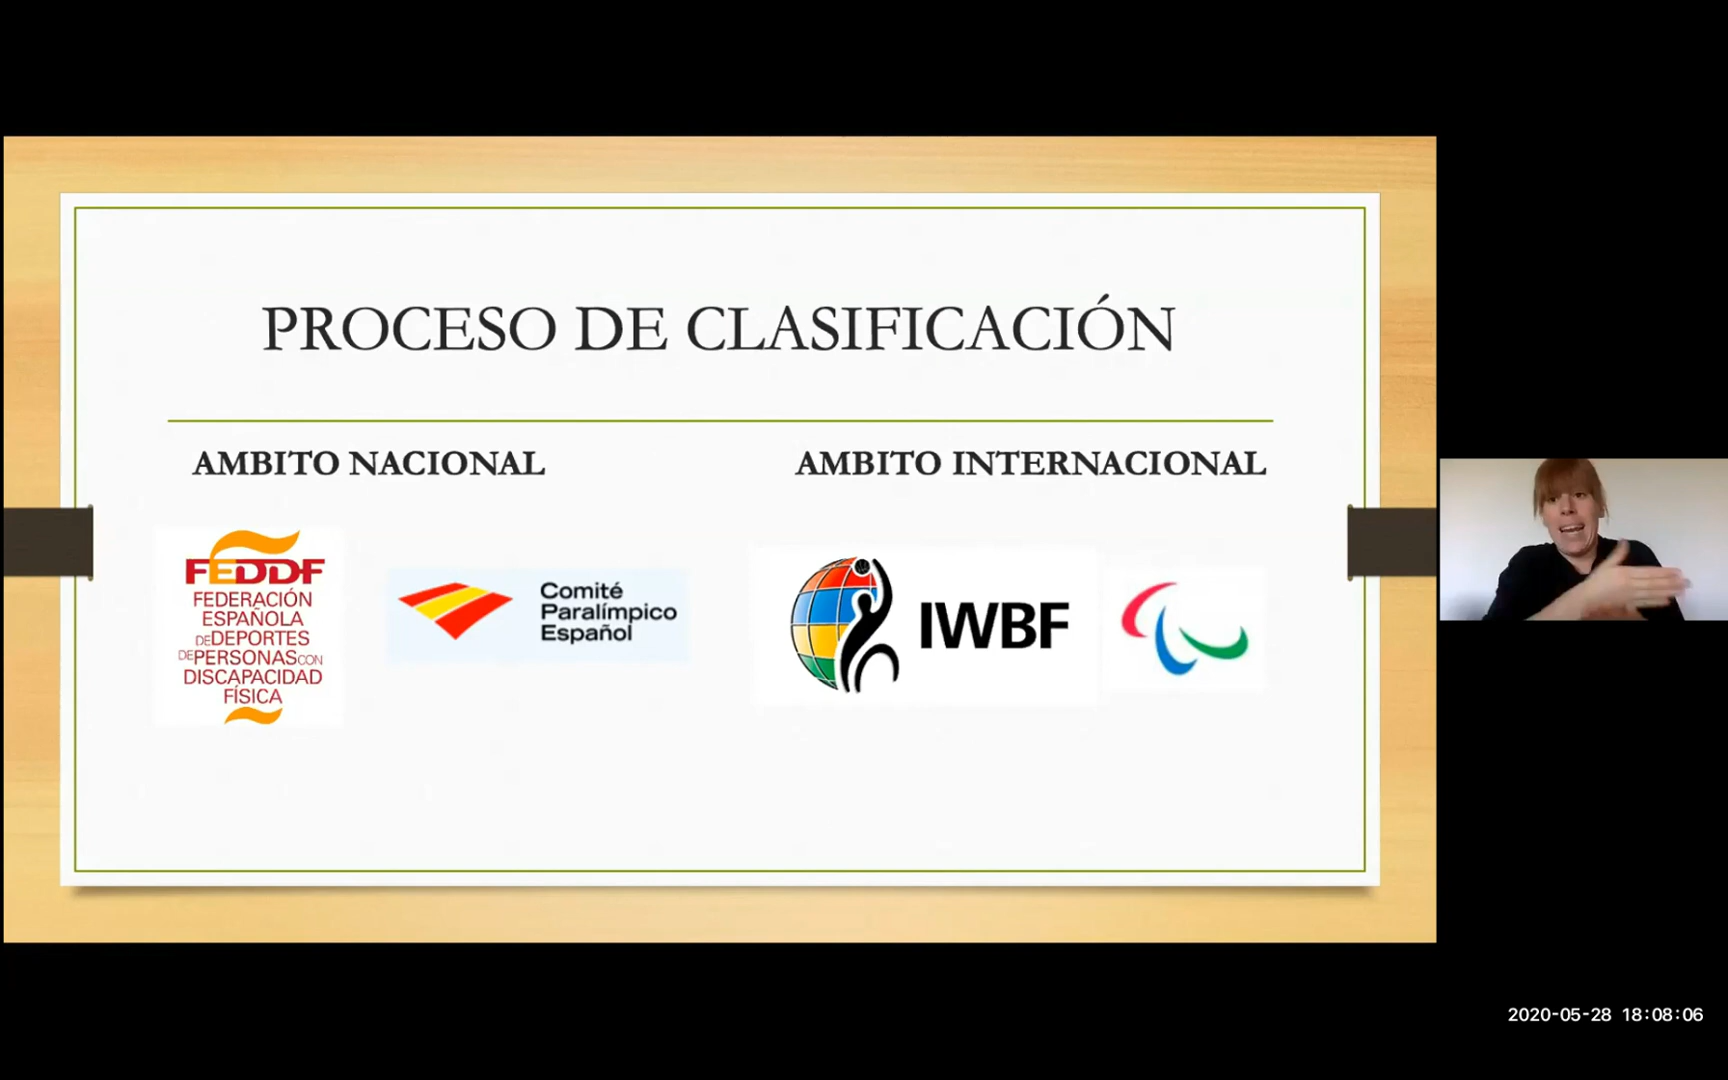 PROCESO DE CLASIFICACIÓN
AMBITO NACIONAL
AMBITO INTERNACIONAL
FEDDF
FEDERACIÓN
ESPAÑOLA
DEDEPORTES
DEPERSONASCON
DISCAPACIDAD
FÍSICA
Comité
Paralímpico
Español
IWBF
2020-05-28 18:08:06